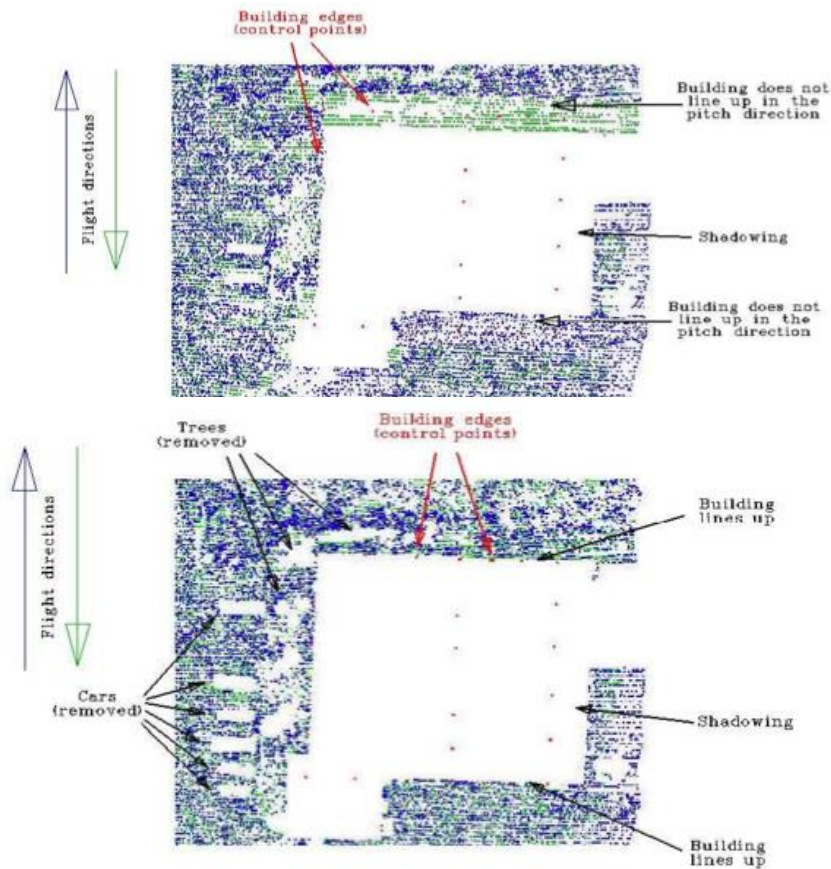 Building edges
(control points)
Building does not
line up in the
pitch direction
Flight directions
Shadowing
Building does not
line up in the
pitch direction
Trees
(removed)
Building edges
(control points)
Building
lines up
Flight directions
Cars
(removed)
Shadowing
Building
lines up